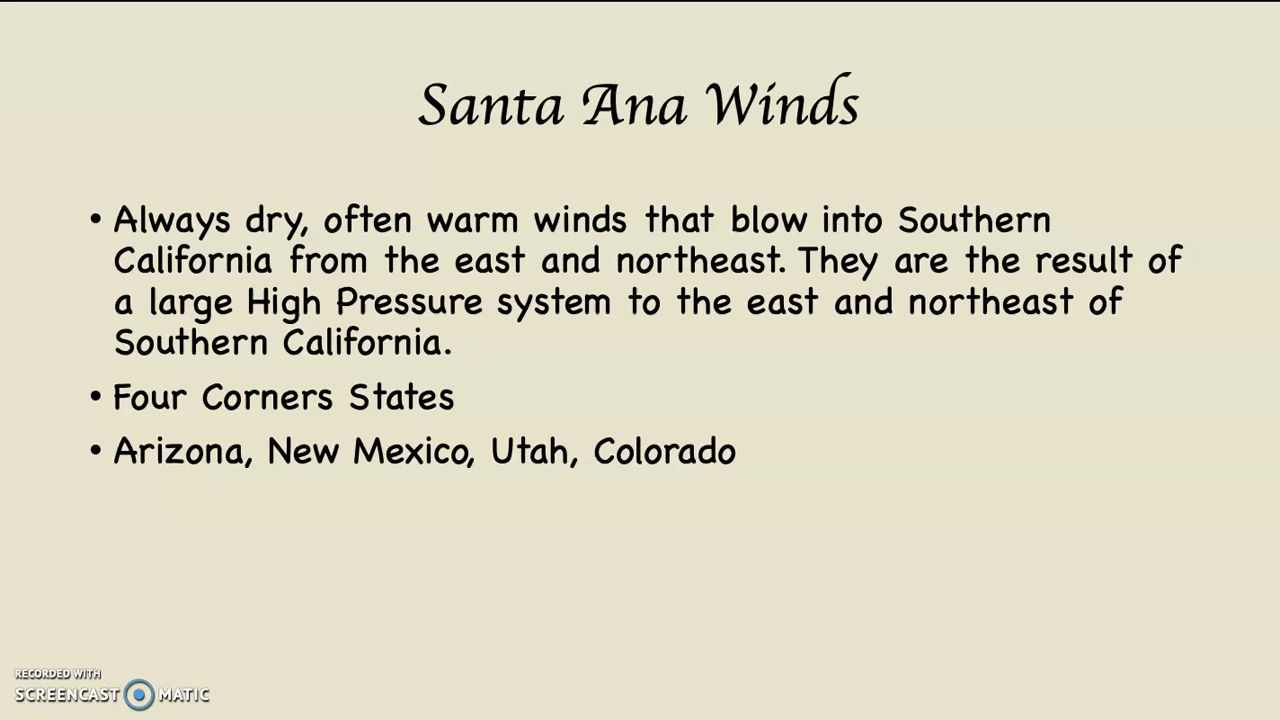 Santa Ana Winds
• Always dry, often warm winds that blow into Southern
California from the east and northeast. They are the result of
a large High Pressure system to the east and northeast of
Southern California.
• Four Corners States
• Arizona, New Mexico, Utah, Colorado
RECORDED WITH
SCREENCAST MATIC